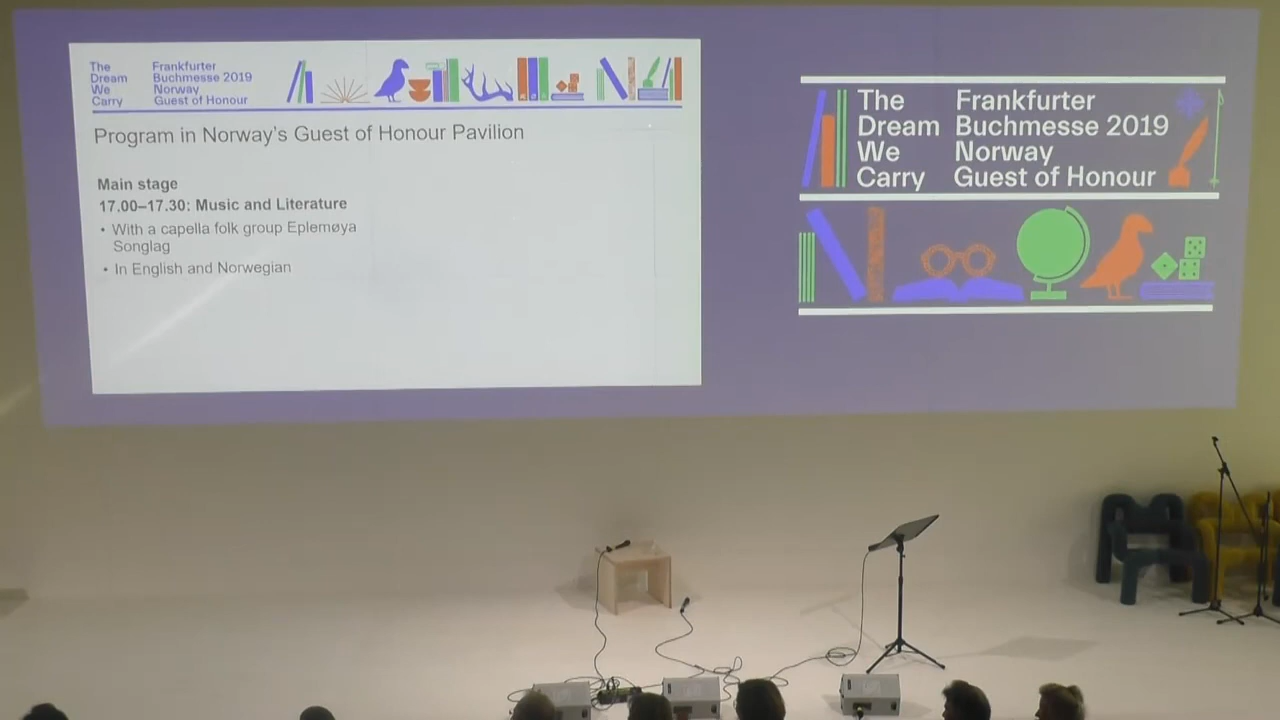 The
Dream
We
Carry
Frankfurter
Buchmesse 2019
Norway
Guest of Honour
Program in Norway's Guest of Honour Pavilion
Main stage
17.00–17.30: Music and Literature
• With a capella folk group Eplemøya
Songlag
• In English and Norwegian
The
Dream
We
Carry
Frankfurter
Buchmesse 2019
Norway
Guest of Honour